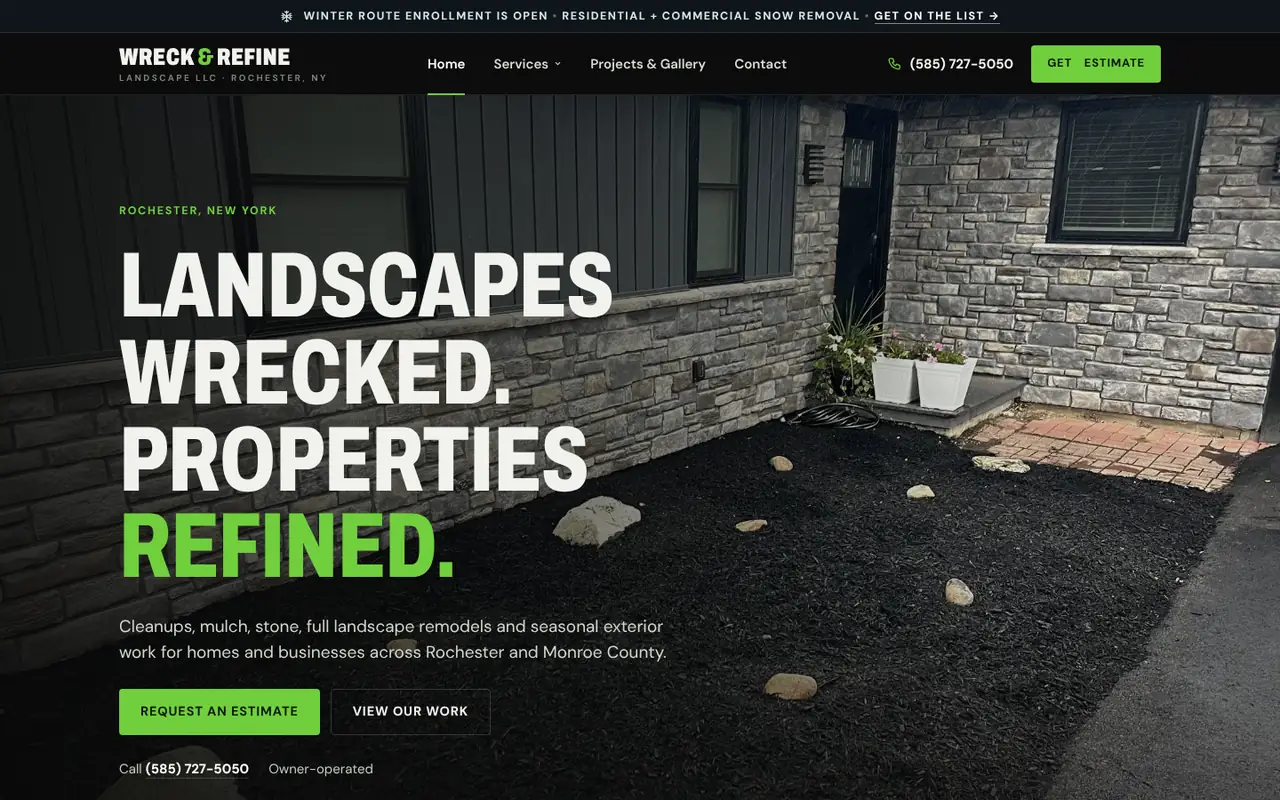 WINTER ROUTE ENROLLMENT IS OPEN • RESIDENTIAL + COMMERCIAL SNOW REMOVAL • GET ON THE LIST →
WRECK & REFINE
LANDSCAPE LLC · ROCHESTER, NY
Home
Services
Projects & Gallery
Contact
(585) 727-5050
GET ESTIMATE
ROCHESTER, NEW YORK
LANDSCAPES
WRECKED.
PROPERTIES
REFINED.
Cleanups, mulch, stone, full landscape remodels and seasonal exterior
work for homes and businesses across Rochester and Monroe County.
REQUEST AN ESTIMATE
VIEW OUR WORK
Call (585) 727-5050
Owner-operated